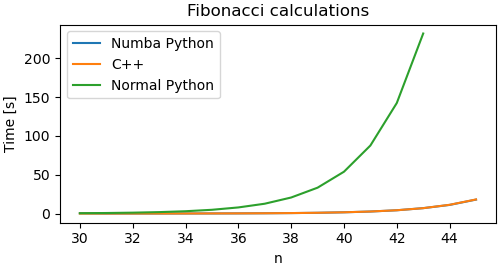 Fibonacci calculations
Time [s]
200
150
100
50
0
Numba Python
C++
Normal Python
30 32 34 36 38 40 42 44
n